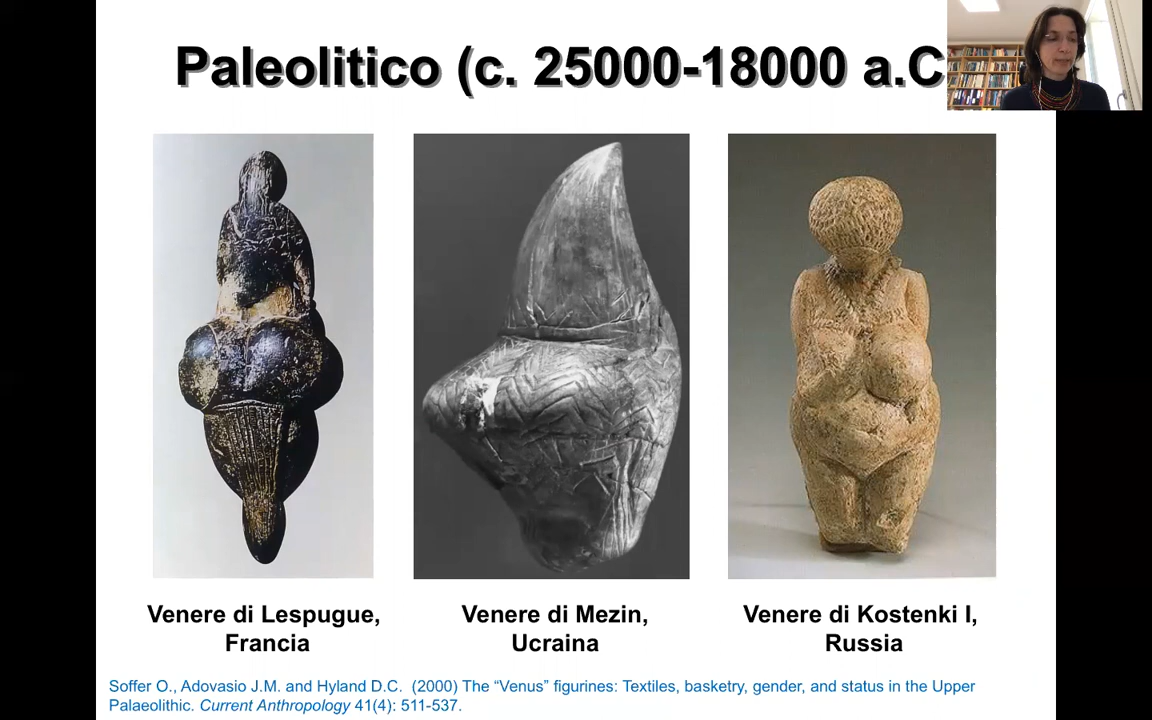 Paleolitico (c. 25000-18000 a.C
Venere di Lespugue,
Francia
Venere di Mezin,
Ucraina
Venere di Kostenki I,
Russia
Soffer O., Adovasio J.M. and Hyland D.C. (2000) The “Venus” figurines: Textiles, basketry, gender, and status in the Upper
Palaeolithic. Current Anthropology 41(4): 511-537.